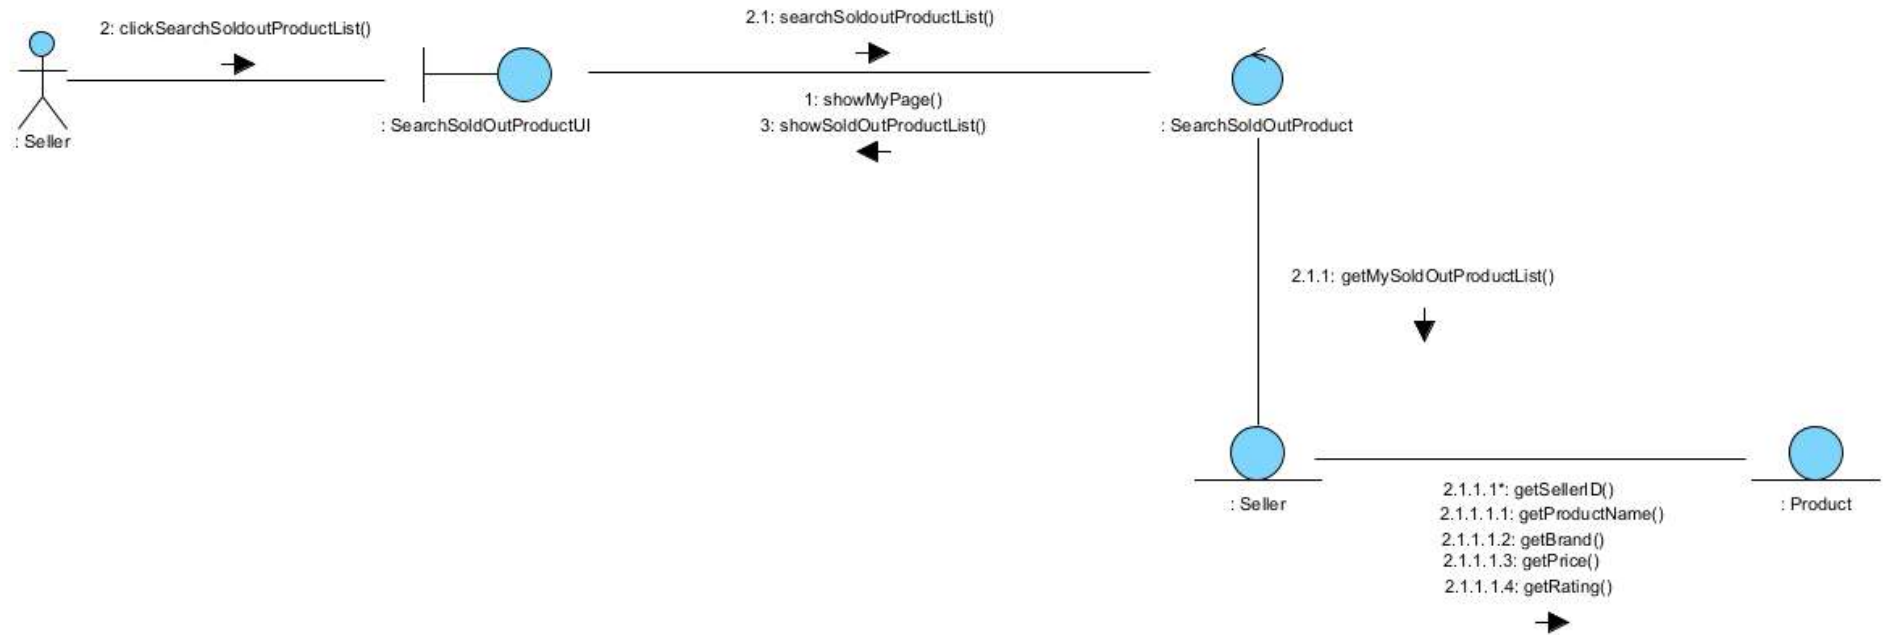 2: clickSearchSoldoutProductList()
2.1: searchSoldoutProductList()
1: showMyPage()
3: showSoldOutProductList()
: Seller
: SearchSoldOutProductUI
: SearchSoldOutProduct
2.1.1: getMySoldOutProductList()
: Seller
: Product
2.1.1.1*: getSellerID()
2.1.1.1.1: getProductName()
2.1.1.1.2: getBrand()
2.1.1.1.3: getPrice()
2.1.1.1.4: getRating()